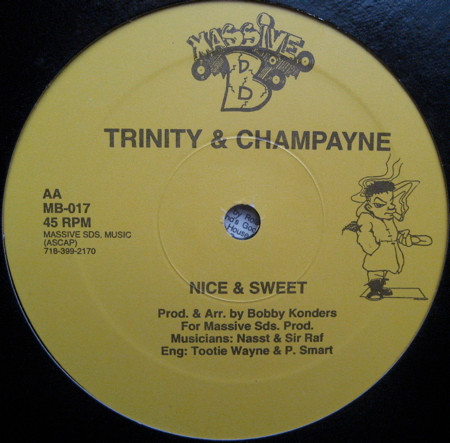 MASSIVE
B
D
D
TRINITY & CHAMPAYNE
AA
MB-017
45 RPM
MASSIVE SDS. MUSIC
(ASCAP)
718-399-2170
NICE & SWEET
Prod. & Arr. by Bobby Konders
For Massive Sds. Prod.
Musicians: Nasst & Sir Raf
Eng: Tootie Wayne & P. Smart
House